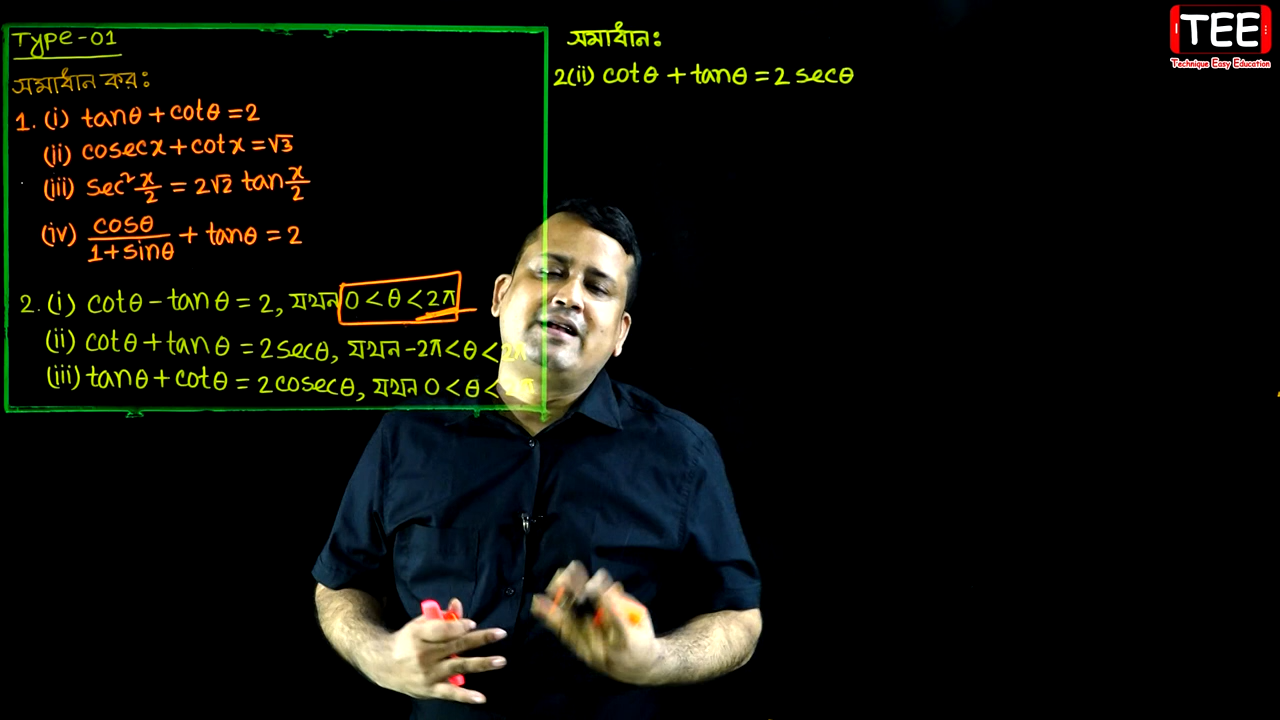 Type-01
সমাধান কর:
1. (i) tanθ + cotθ = 2
(ii) cosecx + cotx = √3
(iii) sec² x/2 = 2√2 tan x/2
(iv) cosθ/1+sinθ + tanθ = 2
2. (i) cotθ - tanθ = 2, যখন 0 < θ < 2π
(ii) cotθ + tanθ = 2secθ, যখন -2π < θ < 2π
(iii) tanθ + cotθ = 2cosecθ, যখন 0 < θ < 2π
সমাধান:
2(ii) cotθ + tanθ = 2 secθ
TEE
Technique Easy Education